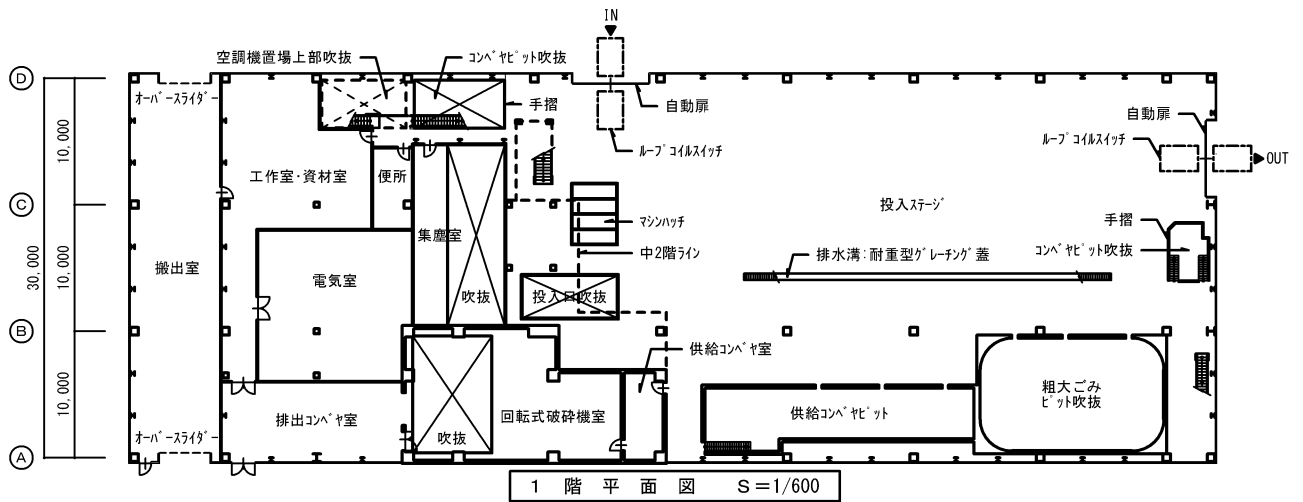 IN
空調機置場上部吹抜
コンベヤピット吹抜
D
オーバースライダー
手摺
自動扉
自動扉
ループコイルスイッチ
ループコイルスイッチ
OUT
10,000
工作室・資材室
便所
C
投入ステージ
マシンハッチ
手摺
集塵室
中2階ライン
コンベヤピット吹抜
30,000
10,000
搬出室
排水溝：耐重型グレーチング蓋
電気室
吹抜
投入口吹抜
B
供給コンベヤ室
粗大ごみ
ピット吹抜
10,000
排出コンベヤ室
回転式破砕機室
供給コンベヤピット
オーバースライダー
吹抜
A
1 階 平 面 図 S=1/600